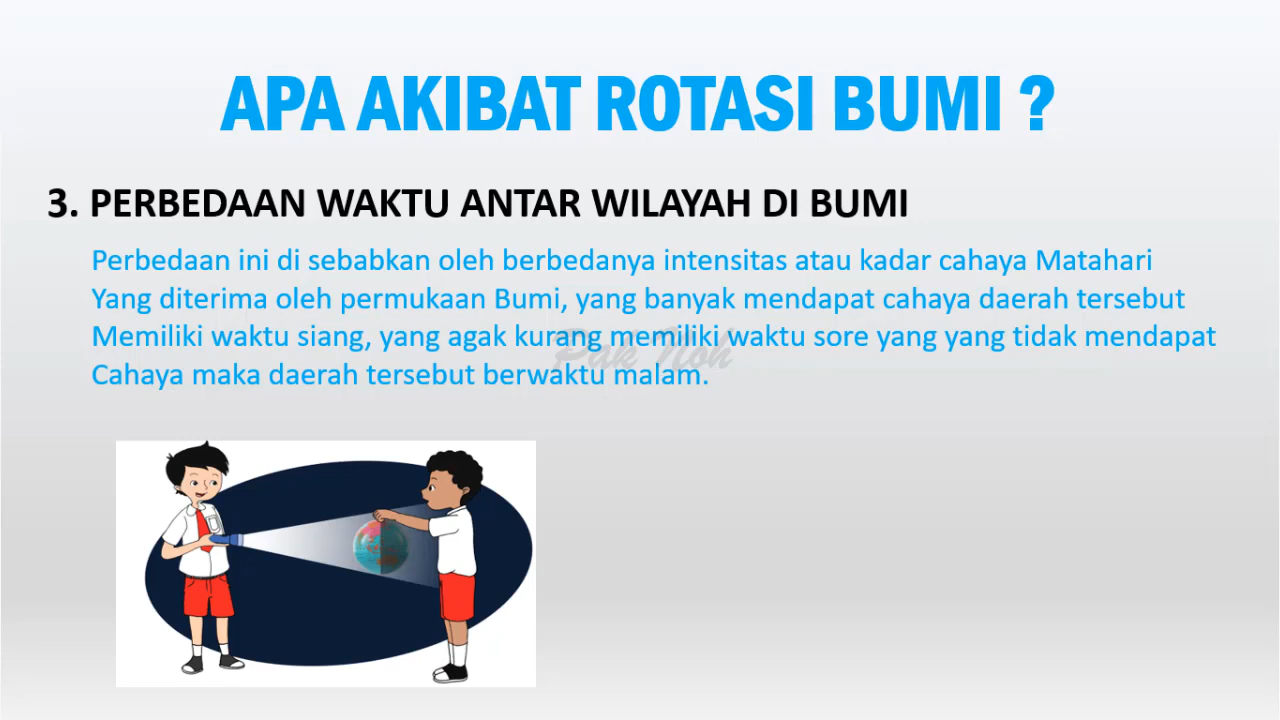 APA AKIBAT ROTASI BUMI ?
3. PERBEDAAN WAKTU ANTAR WILAYAH DI BUMI
Perbedaan ini di sebabkan oleh berbedanya intensitas atau kadar cahaya Matahari
Yang diterima oleh permukaan Bumi, yang banyak mendapat cahaya daerah tersebut
Memiliki waktu siang, yang agak kurang memiliki waktu sore yang yang tidak mendapat
Cahaya maka daerah tersebut berwaktu malam.
Pak Noh